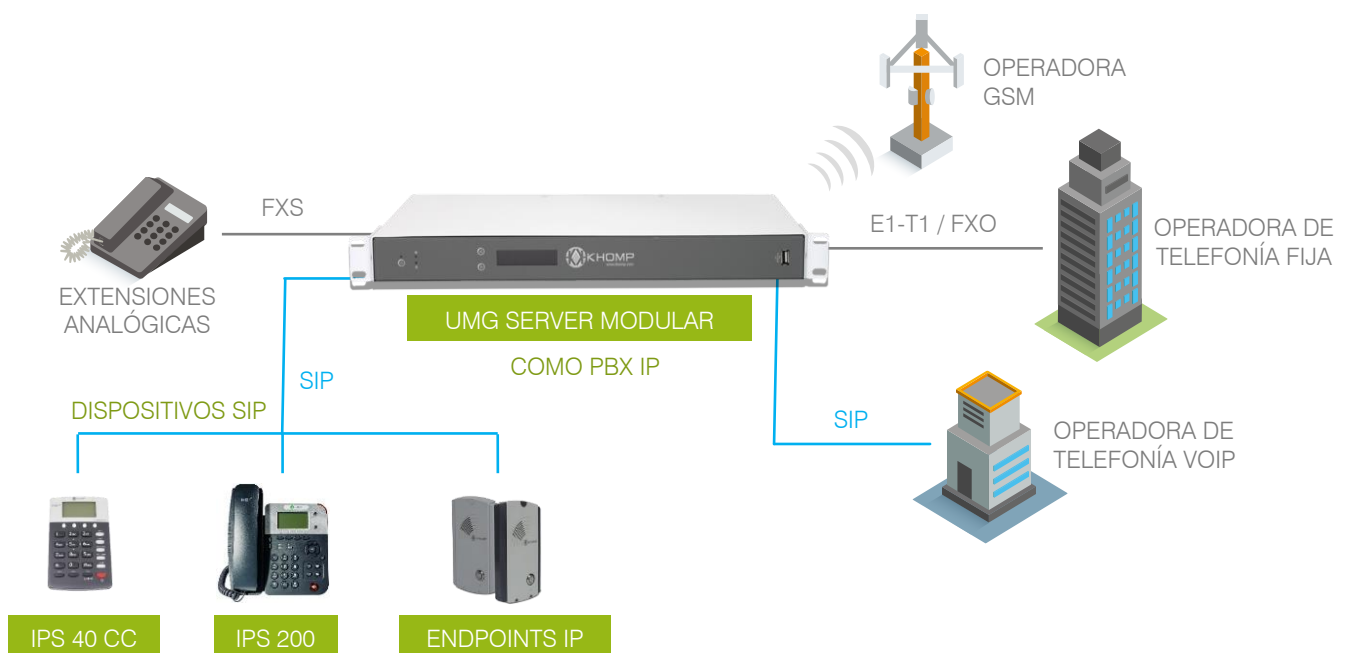 OPERADORA
GSM
FXS
E1-T1 / FXO
KHOMP
OPERADORA DE
TELEFONÍA FIJA
EXTENSIONES
ANALÓGICAS
UMG SERVER MODULAR
COMO PBX IP
SIP
DISPOSITIVOS SIP
SIP
OPERADORA DE
TELEFONÍA VOIP
IPS 40 CC
IPS 200
ENDPOINTS IP